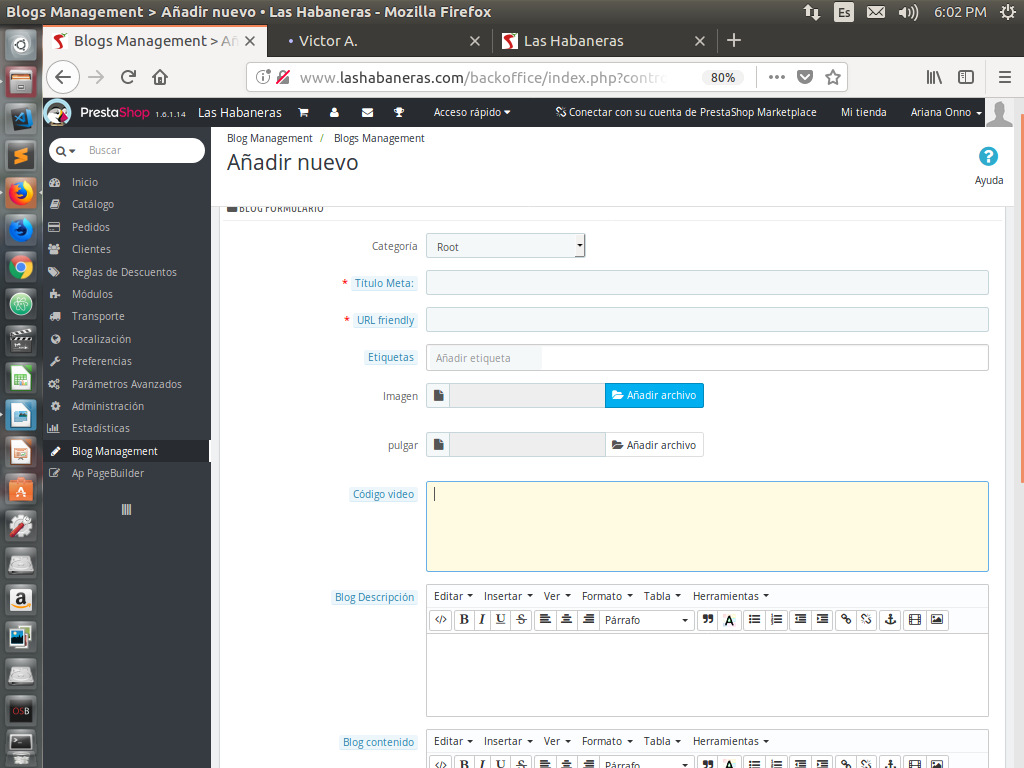 Blogs Management > Añadir nuevo • Las Habaneras - Mozilla Firefox
Es
6:02 PM
Blogs Management > Añ
• Victor A.
Las Habaneras
www.lashabaneras.com/backoffice/index.php?contro
80%
PrestaShop 1.6.1.14
Las Habaneras
Acceso rápido
Conectar con su cuenta de PrestaShop Marketplace
Mi tienda
Ariana Onno
Buscar
Inicio
Catálogo
Pedidos
Clientes
Reglas de Descuentos
Módulos
Transporte
Localización
Preferencias
Parámetros Avanzados
Administración
Estadísticas
Blog Management
Ap PageBuilder
Blog Management / Blogs Management
Añadir nuevo
Ayuda
BLOG FORMULARIO
Categoría
Root
* Título Meta:
* URL friendly
Etiquetas
Añadir etiqueta
Imagen
Añadir archivo
pulgar
Añadir archivo
Código video
Blog Descripción
Editar Insertar Ver Formato Tabla Herramientas
B I U S Párrafo A
Blog contenido
Editar Insertar Ver Formato Tabla Herramientas
B I U S Párrafo A
OSB